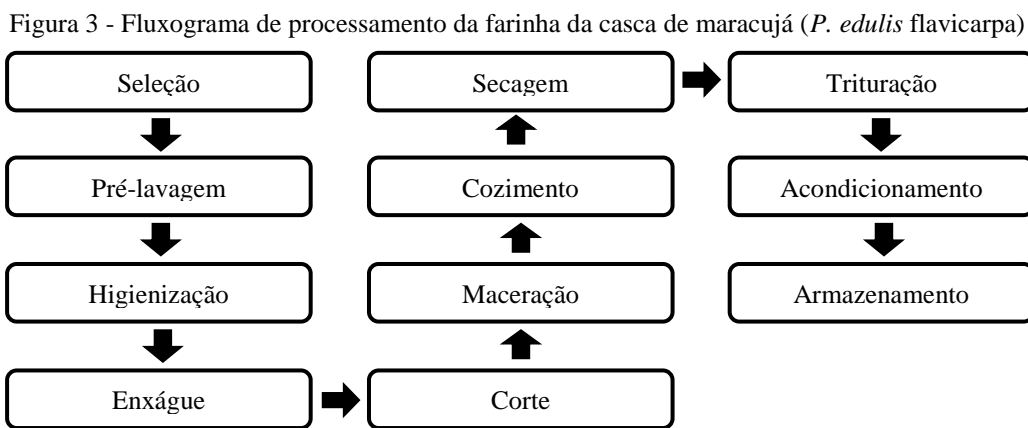 Figura 3 - Fluxograma de processamento da farinha da casca de maracujá (P. edulis flavicarpa)
Seleção
Pré-lavagem
Higienização
Enxágue
Corte
Maceração
Cozimento
Secagem
Trituração
Acondicionamento
Armazenamento